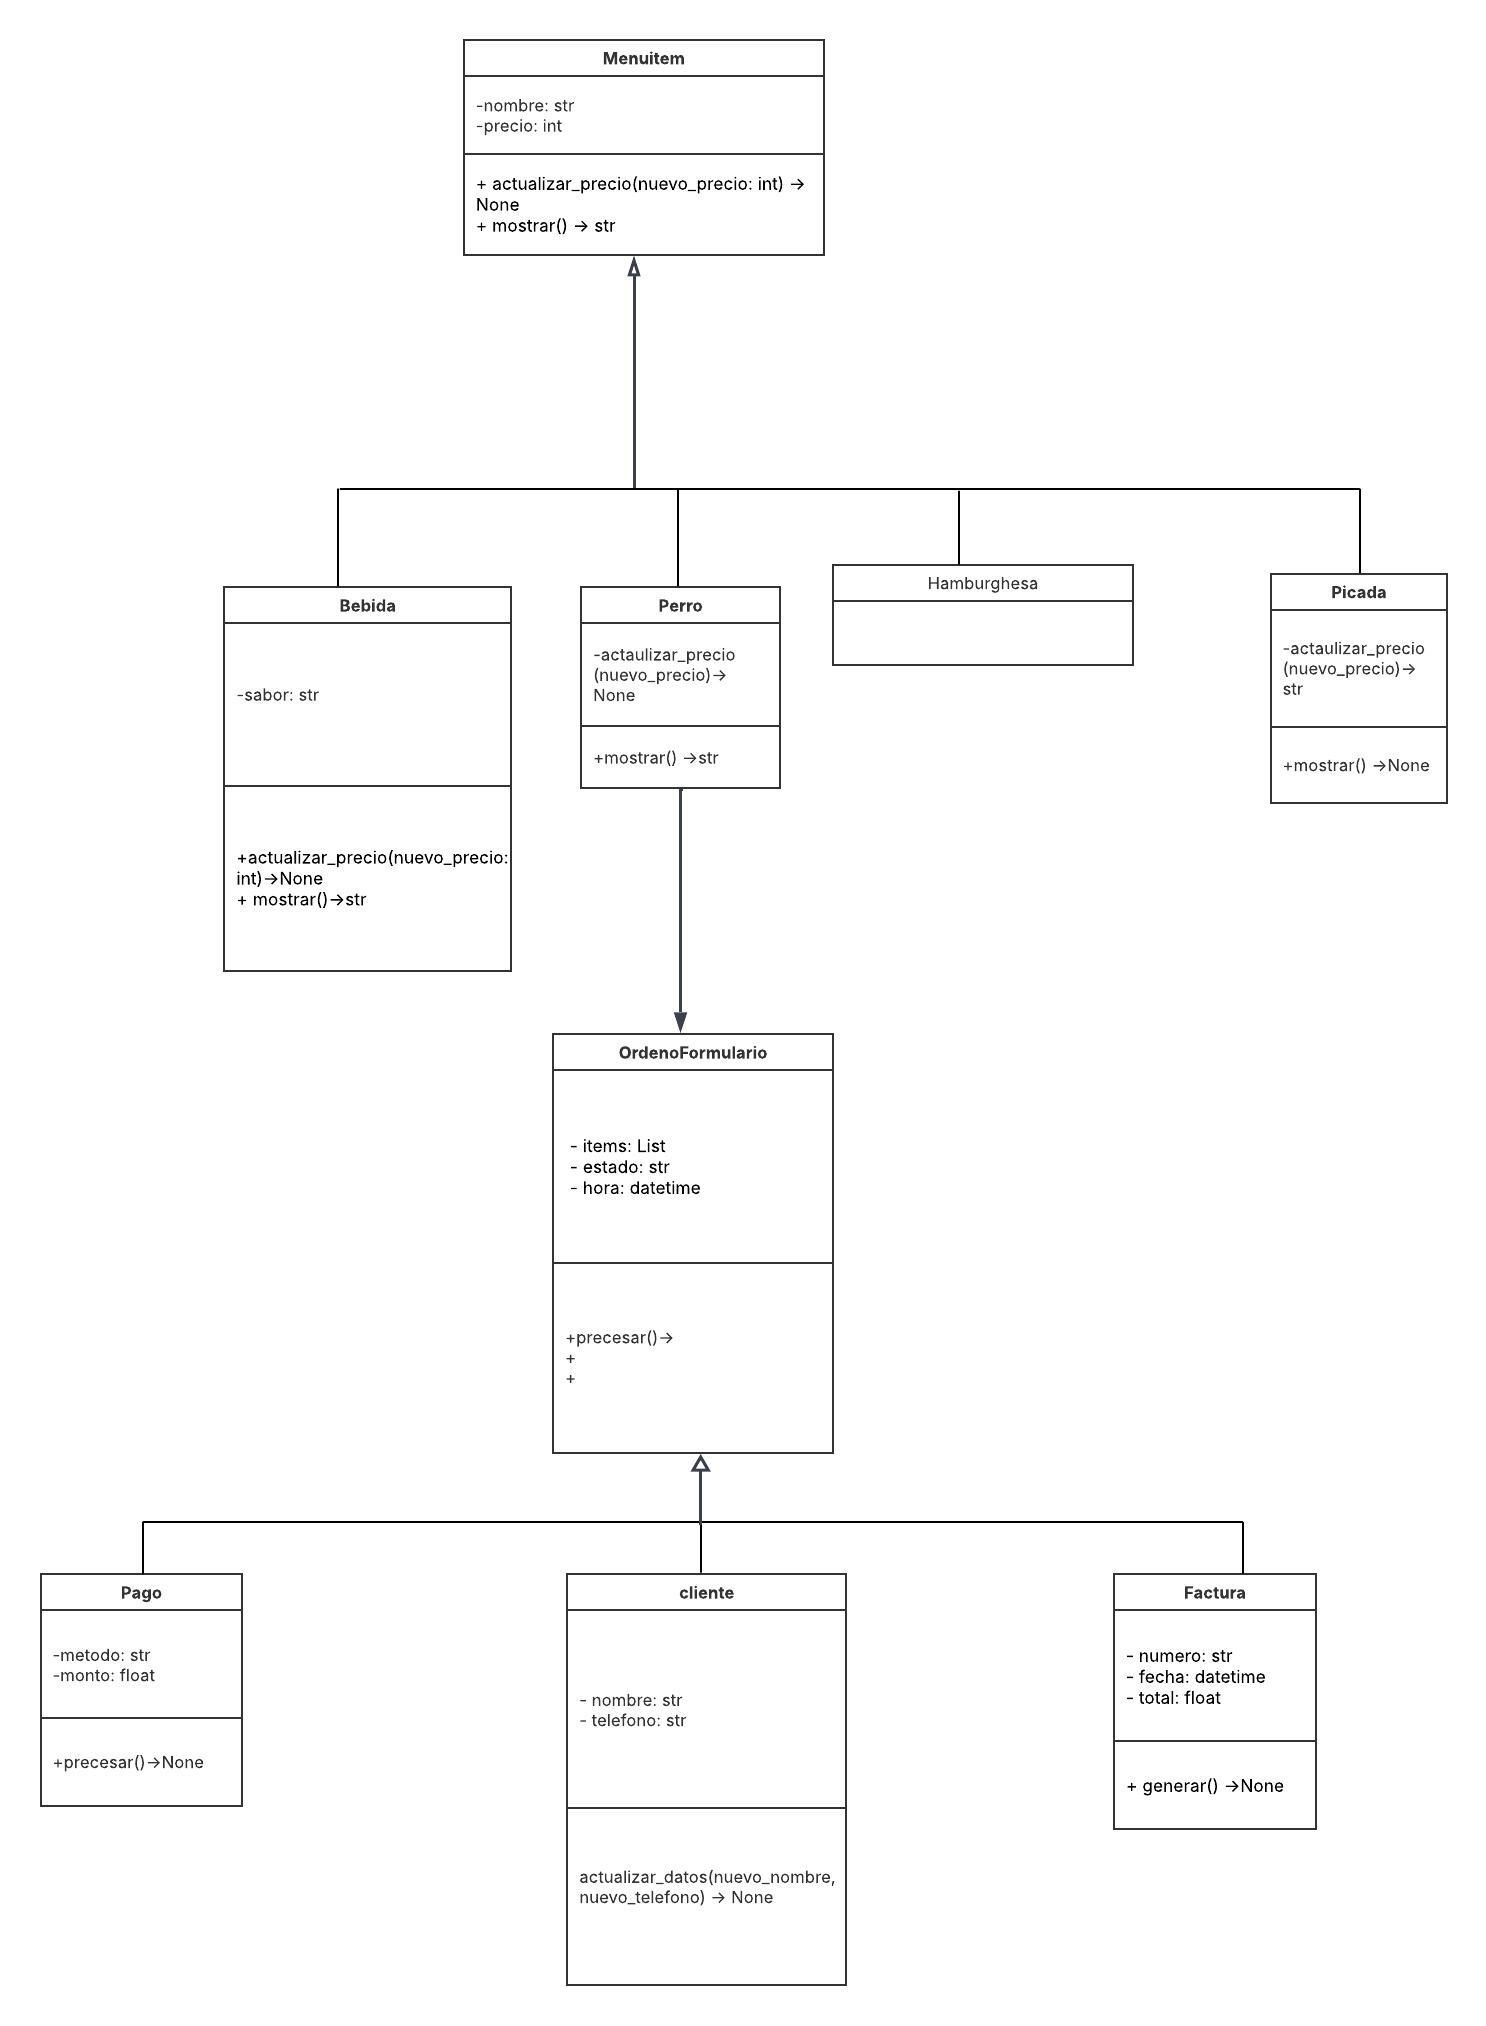 Menuitem
-nombre: str
-precio: int
+ actualizar_precio(nuevo_precio: int) →
None
+ mostrar() → str
Bebida
-sabor: str
+actualizar_precio(nuevo_precio:
int)→None
+ mostrar()→str
Perro
-actaulizar_precio
(nuevo_precio)→
None
+mostrar() →str
Hamburghesa
Picada
-actaulizar_precio
(nuevo_precio)→
str
+mostrar() →None
OrdenoFormulario
- items: List
- estado: str
- hora: datetime
+precesar()→
+
+
Pago
-metodo: str
-monto: float
+precesar()→None
cliente
- nombre: str
- telefono: str
actualizar_datos(nuevo_nombre,
nuevo_telefono) → None
Factura
- numero: str
- fecha: datetime
- total: float
+ generar() →None